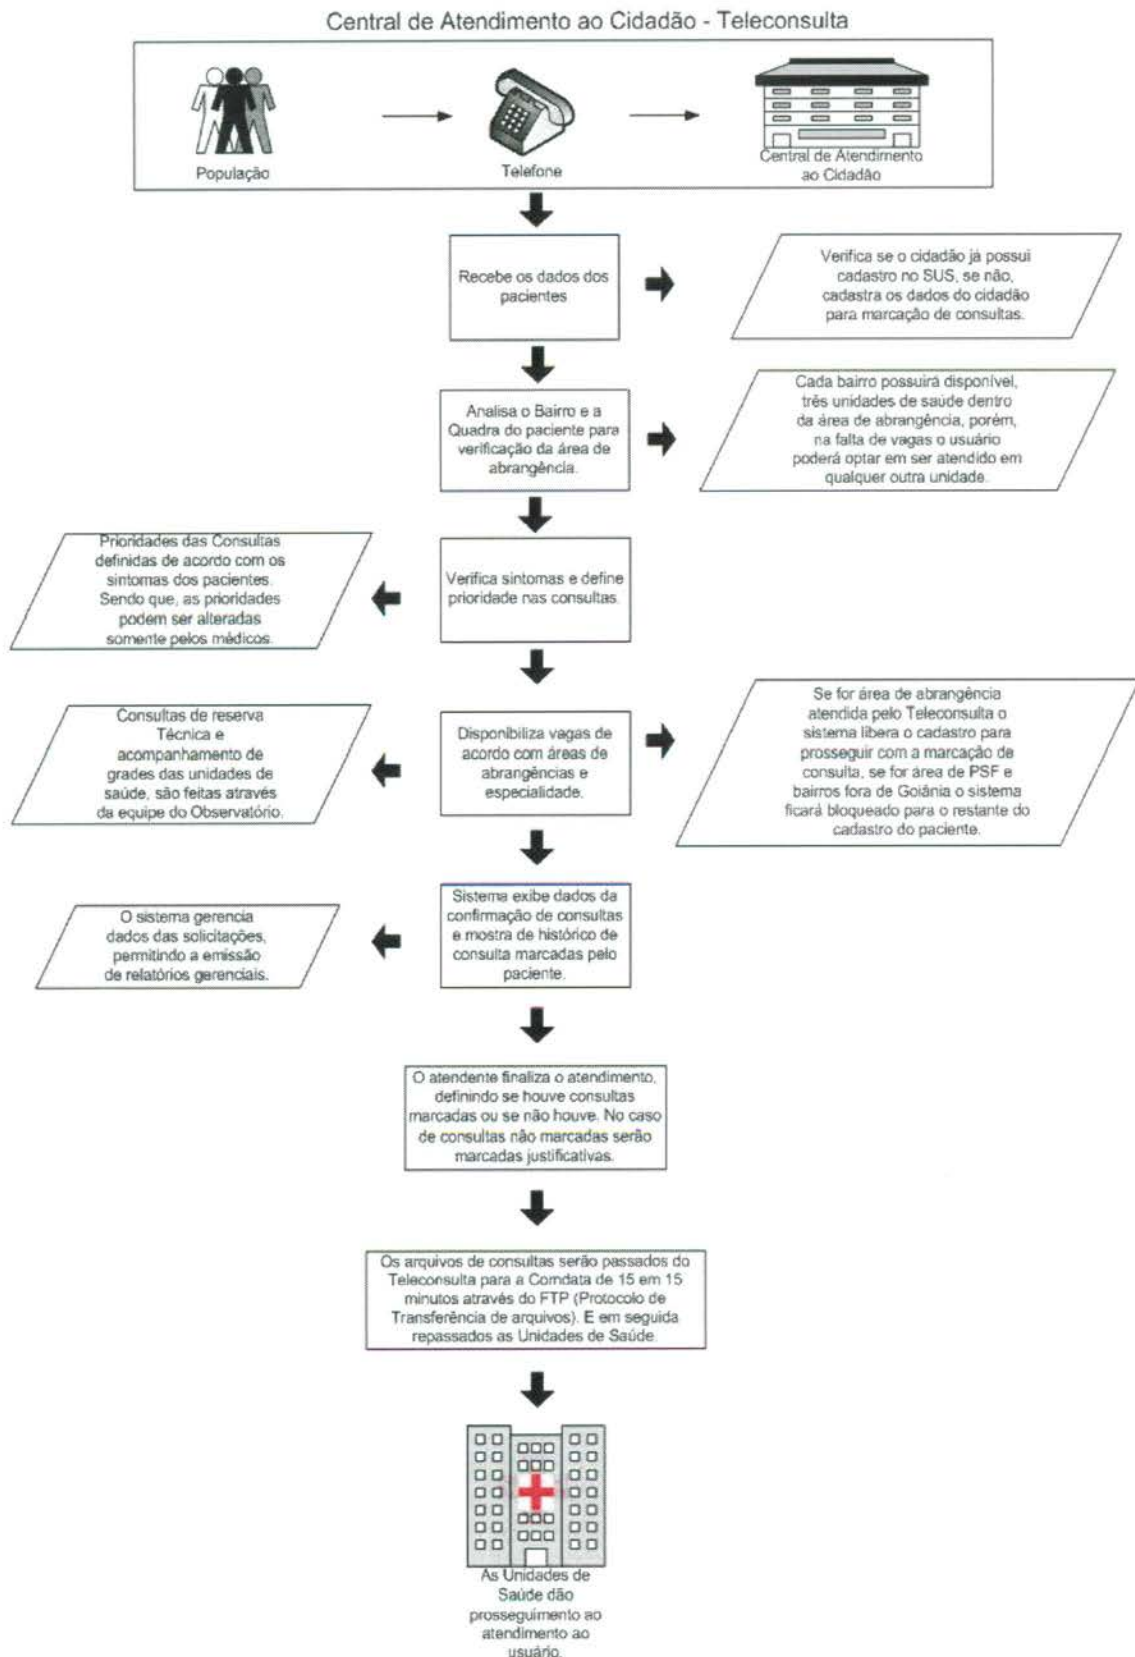 Central de Atendimento ao Cidadão - Teleconsulta
População
Telefone
Central de Atendimento
ao Cidadão
Recebe os dados dos
pacientes
Verifica se o cidadão já possui
cadastro no SUS, se não,
cadastra os dados do cidadão
para marcação de consultas.
Analisa o Bairro e a
Quadra do paciente para
verificação da área de
abrangência.
Cada bairro possuirá disponível,
três unidades de saúde dentro
da área de abrangência, porém,
na falta de vagas o usuário
poderá optar em ser atendido em
qualquer outra unidade.
Prioridades das Consultas
definidas de acordo com os
sintomas dos pacientes.
Sendo que, as prioridades
podem ser alteradas
somente pelos médicos.
Verifica sintomas e define
prioridade nas consultas.
Consultas de reserva
Técnica e
acompanhamento de
grades das unidades de
saúde, são feitas através
da equipe do Observatório.
Disponibiliza vagas de
acordo com áreas de
abrangências e
especialidade.
Se for área de abrangência
atendida pelo Teleconsulta o
sistema libera o cadastro para
prosseguir com a marcação de
consulta, se for área de PSF e
bairros fora de Goiânia o sistema
ficará bloqueado para o restante do
cadastro do paciente.
O sistema gerencia
dados das solicitações,
permitindo a emissão
de relatórios gerenciais.
Sistema exibe dados da
confirmação de consultas
e mostra de histórico de
consulta marcadas pelo
paciente.
O atendente finaliza o atendimento,
definindo se houve consultas
marcadas ou se não houve. No caso
de consultas não marcadas serão
marcadas justificativas.
Os arquivos de consultas serão passados do
Teleconsulta para a Comdata de 15 em 15
minutos através do FTP (Protocolo de
Transferência de arquivos). E em seguida
repassados as Unidades de Saúde.
As Unidades de
Saúde dão
prosseguimento ao
atendimento ao
usuário.